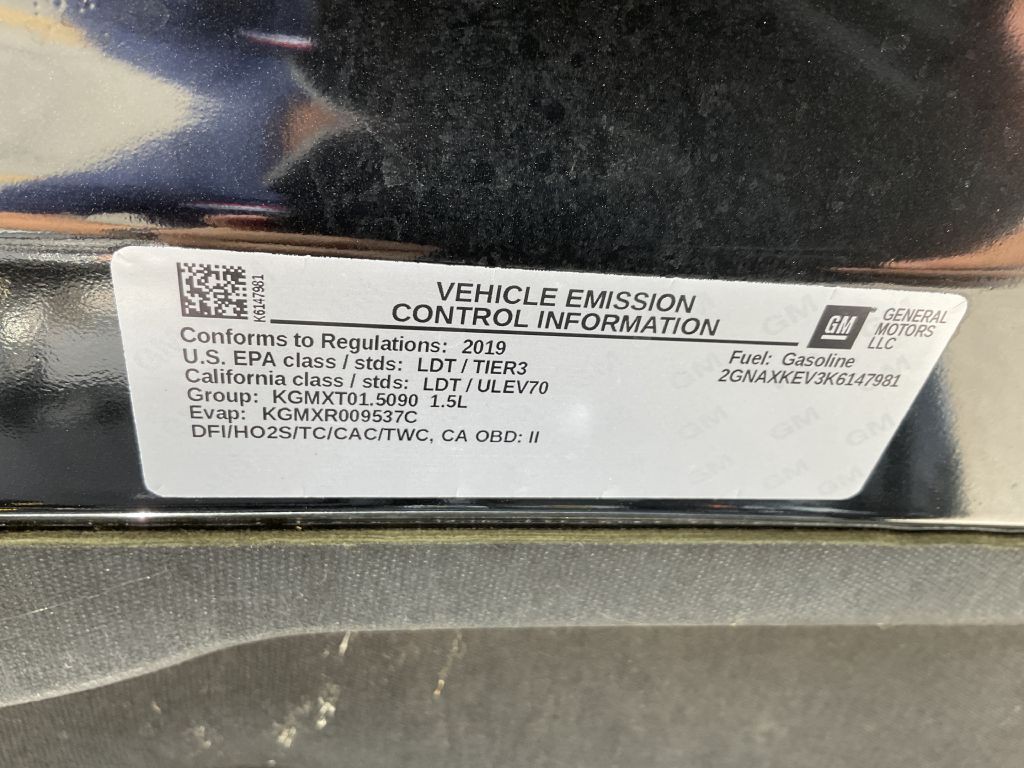 K6147981
VEHICLE EMISSION
CONTROL INFORMATION
GM
GENERAL
MOTORS
LLC
Conforms to Regulations: 2019
U.S. EPA class / stds: LDT / TIER3
California class / stds: LDT / ULEV70
Group: KGMXT01.5090 1.5L
Evap: KGMXR009537C
DFI/HO2S/TC/CAC/TWC, CA OBD: II
Fuel: Gasoline
2GNAXKEV3K6147981